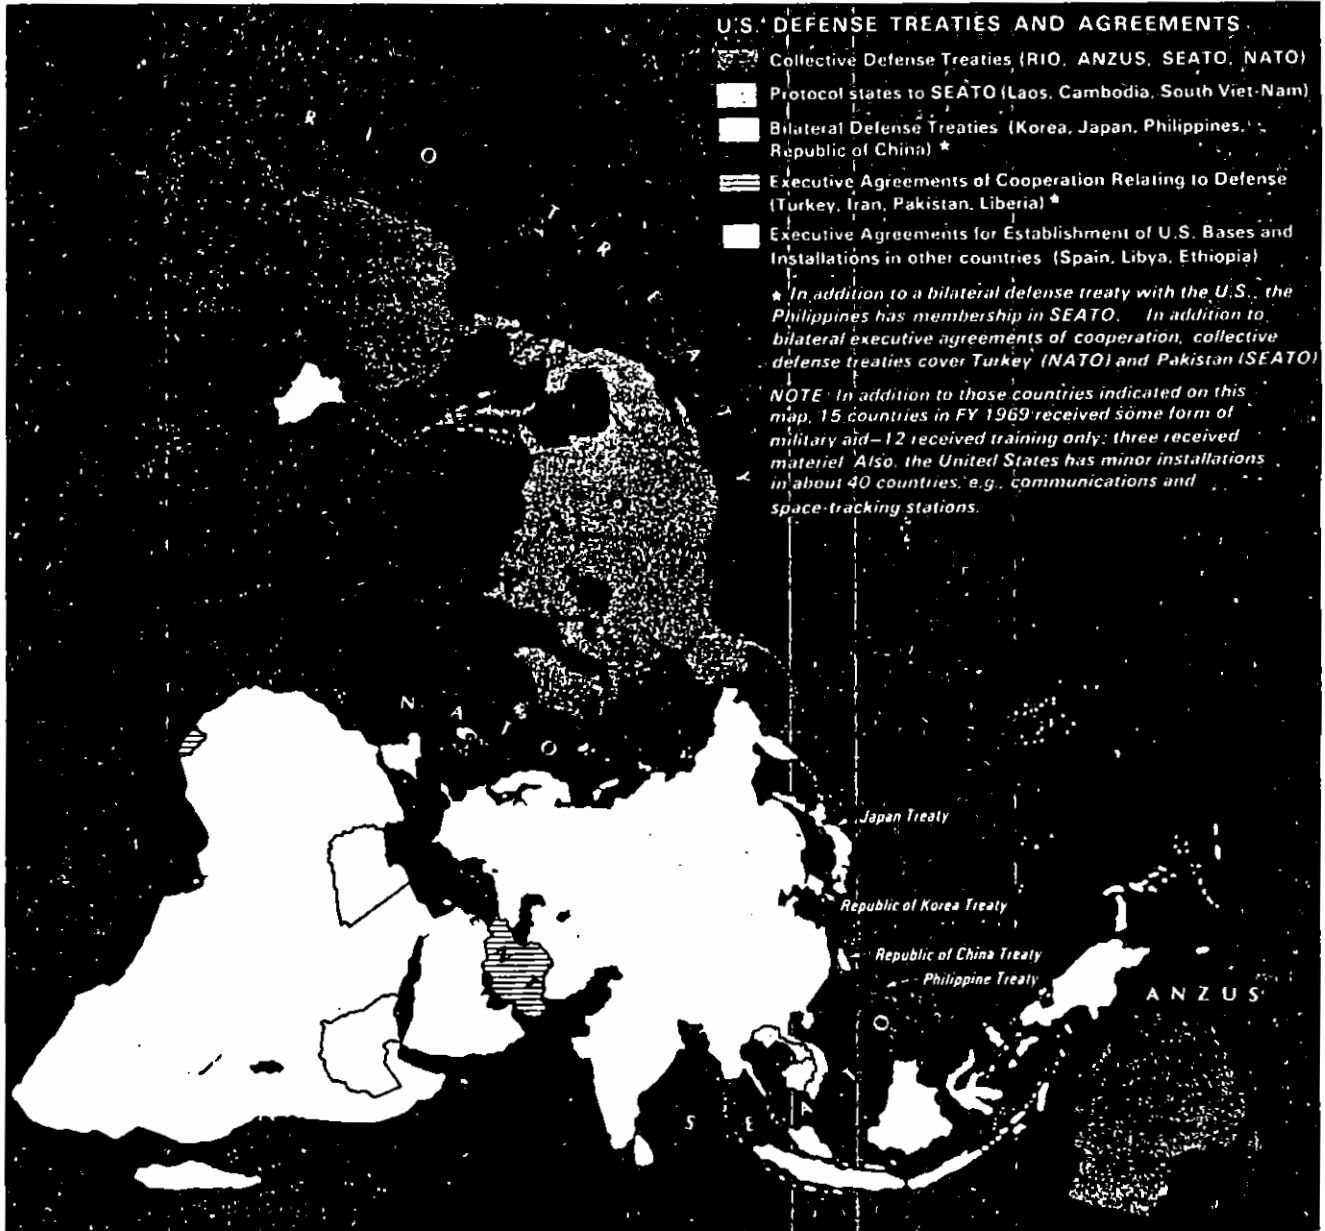 U.S. DEFENSE TREATIES AND AGREEMENTS
Collective Defense Treaties (RIO, ANZUS, SEATO, NATO)
Protocol states to SEATO (Laos, Cambodia, South Viet-Nam)
Bilateral Defense Treaties (Korea, Japan, Philippines,
Republic of China) ★
Executive Agreements of Cooperation Relating to Defense
(Turkey, Iran, Pakistan, Liberia) ★
Executive Agreements for Establishment of U.S. Bases and
Installations in other countries (Spain, Libya, Ethiopia)
★ In addition to a bilateral defense treaty with the U.S., the
Philippines has membership in SEATO. In addition to
bilateral executive agreements of cooperation, collective
defense treaties cover Turkey (NATO) and Pakistan (SEATO)
NOTE: In addition to those countries indicated on this
map, 15 countries in FY 1969 received some form of
military aid—12 received training only; three received
materiel. Also, the United States has minor installations
in about 40 countries, e.g., communications and
space-tracking stations.
RIO TREATY
NATO
Japan Treaty
Republic of Korea Treaty
Republic of China Treaty
Philippine Treaty
ANZUS
SEATO